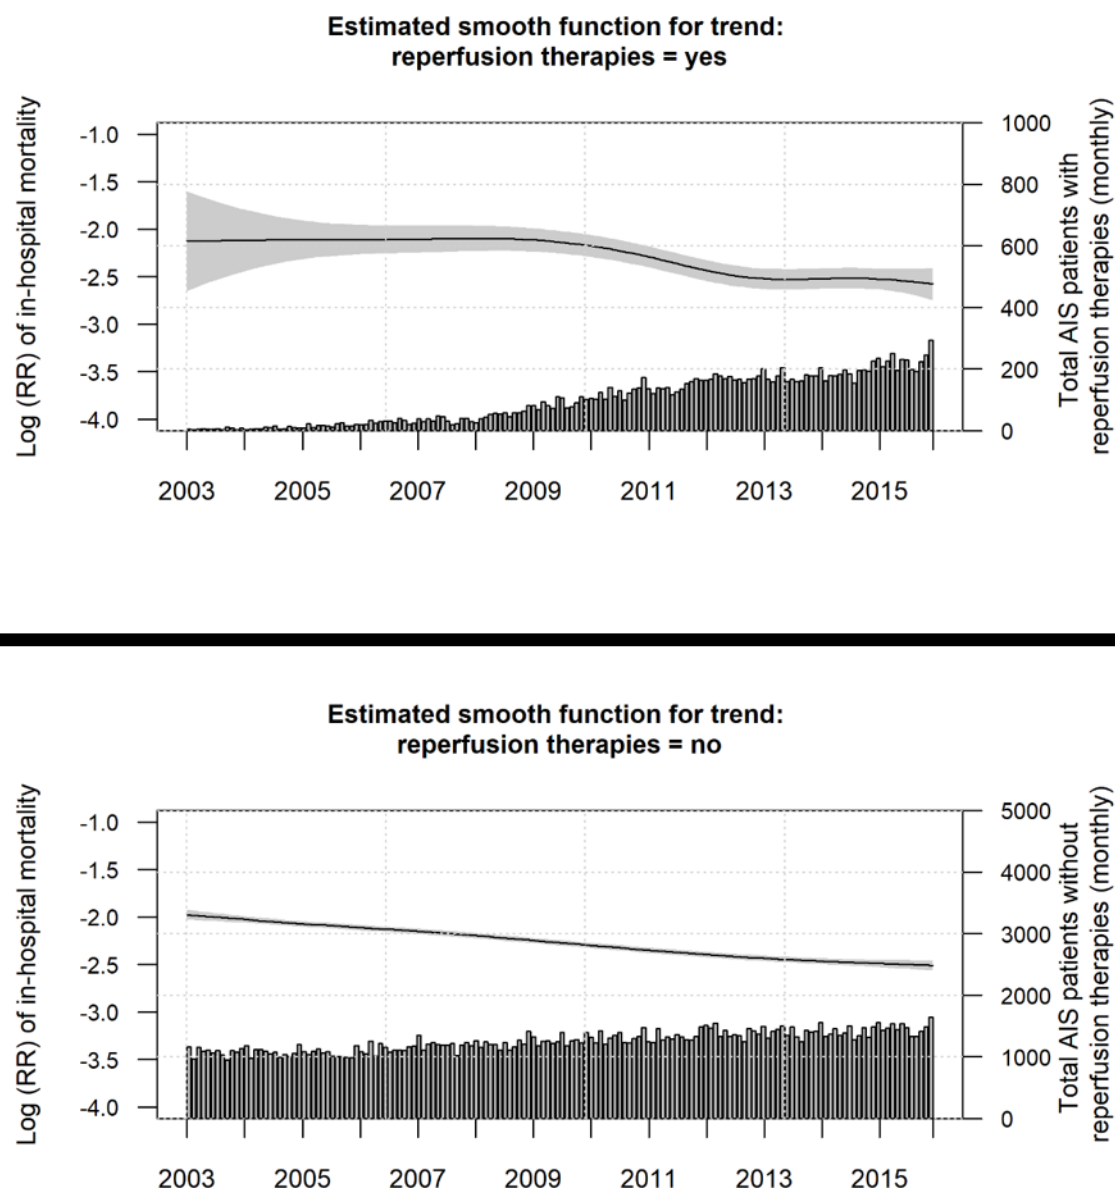 Estimated smooth function for trend:
reperfusion therapies = yes
Log (RR) of in-hospital mortality
-1.0
-1.5
-2.0
-2.5
-3.0
-3.5
-4.0
1000
800
600
400
200
0
Total AIS patients with
reperfusion therapies (monthly)
2003 2005 2007 2009 2011 2013 2015
Estimated smooth function for trend:
reperfusion therapies = no
Log (RR) of in-hospital mortality
-1.0
-1.5
-2.0
-2.5
-3.0
-3.5
-4.0
5000
4000
3000
2000
1000
0
Total AIS patients without
reperfusion therapies (monthly)
2003 2005 2007 2009 2011 2013 2015